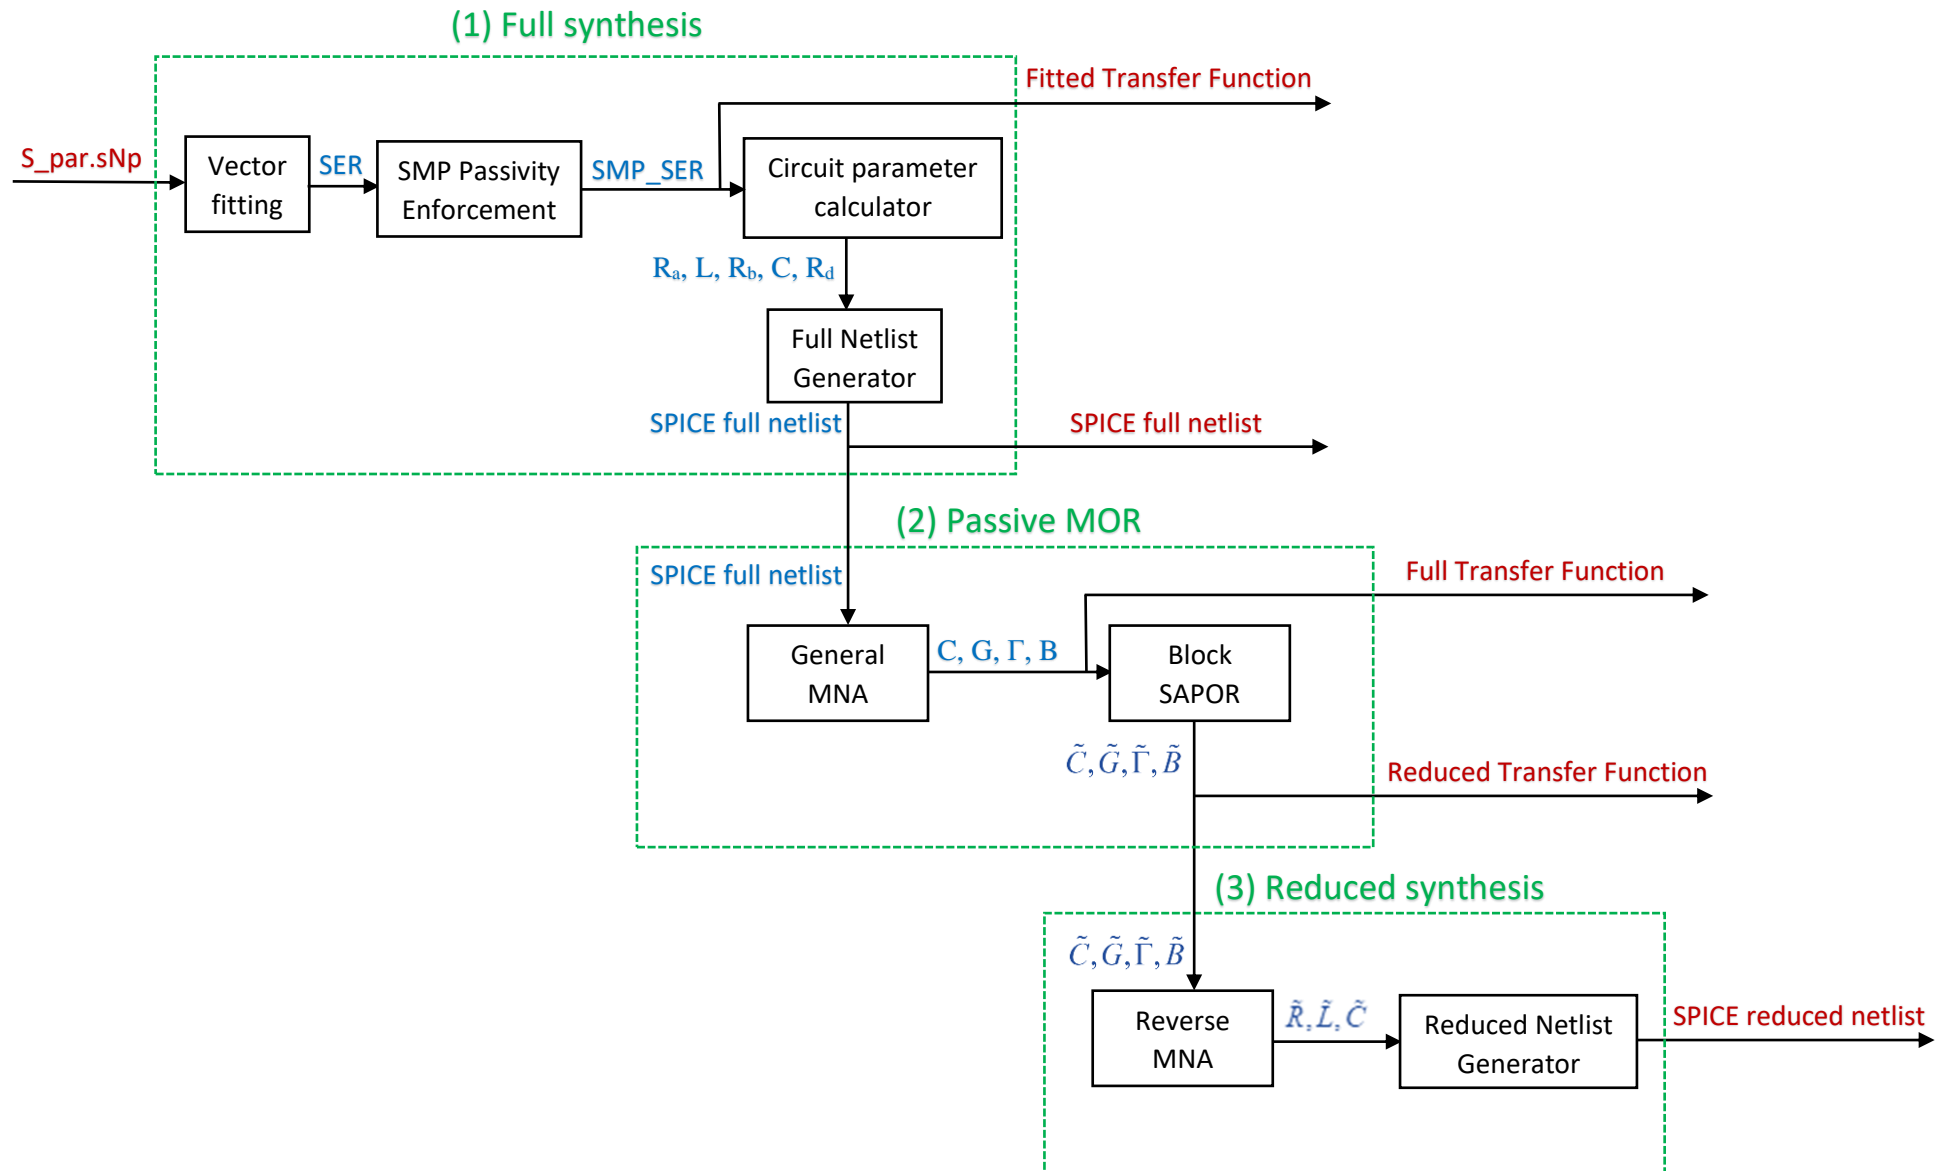 (1) Full synthesis
Fitted Transfer Function
S_par.sNp
Vector
fitting
SER
SMP Passivity
Enforcement
SMP_SER
Circuit parameter
calculator
Rₐ, L, R_b, C, R_d
Full Netlist
Generator
SPICE full netlist
SPICE full netlist
(2) Passive MOR
SPICE full netlist
Full Transfer Function
General
MNA
C, G, Γ, B
Block
SAPOR
C̃, G̃, Γ̃, B̃
Reduced Transfer Function
(3) Reduced synthesis
C̃, G̃, Γ̃, B̃
Reverse
MNA
R̃, L̃, C̃
Reduced Netlist
Generator
SPICE reduced netlist